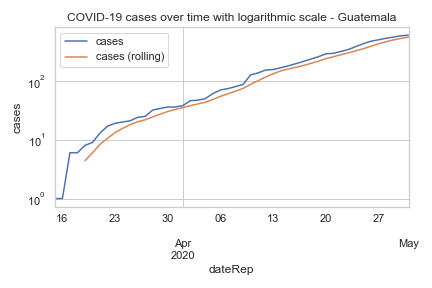 COVID-19 cases over time with logarithmic scale - Guatemala
cases
cases (rolling)
cases
10²
10¹
10⁰
16 23 30 06 13 20 27
Apr May
2020
dateRep